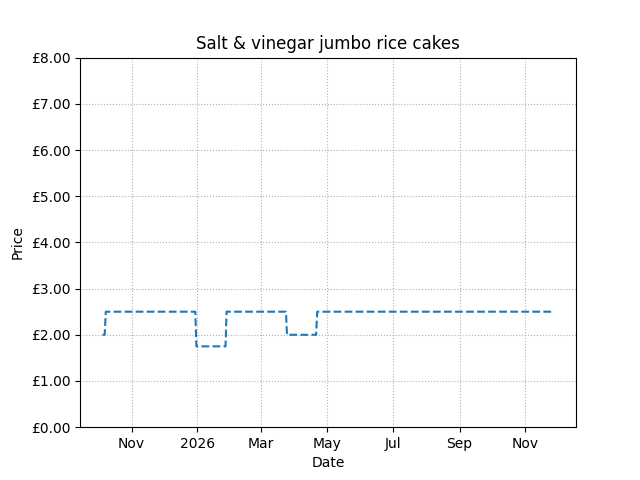 Salt & vinegar jumbo rice cakes
£8.00
£7.00
£6.00
£5.00
£4.00
£3.00
£2.00
£1.00
£0.00
Price
Nov 2026 Mar May Jul Sep Nov
Date